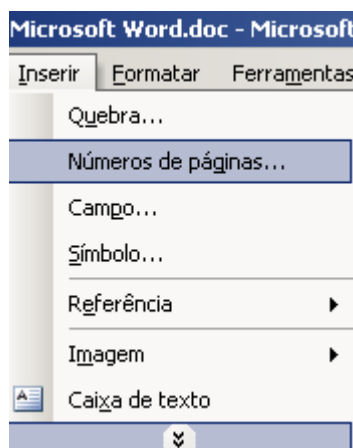 Microsoft Word.doc - Microsoft
Inserir Formatar Ferramentas
Quebra...
Números de páginas...
Campo...
Símbolo...
Referência
Imagem
Caixa de texto